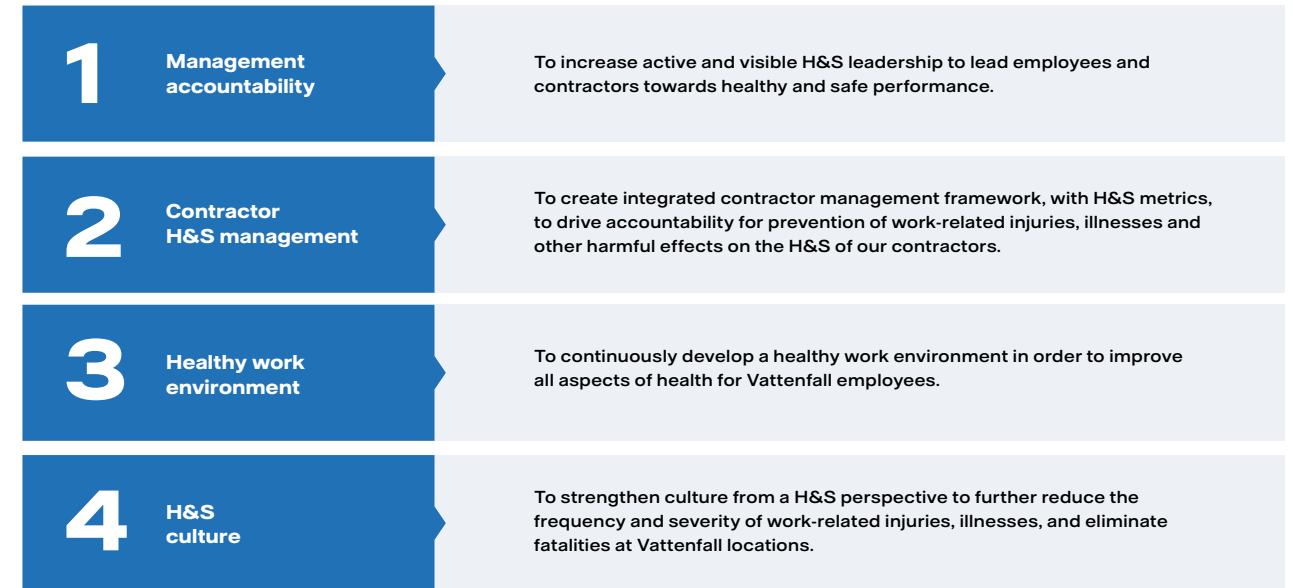 1
Management
accountability
To increase active and visible H&S leadership to lead employees and
contractors towards healthy and safe performance.
2
Contractor
H&S management
To create integrated contractor management framework, with H&S metrics,
to drive accountability for prevention of work-related injuries, illnesses and
other harmful effects on the H&S of our contractors.
3
Healthy work
environment
To continuously develop a healthy work environment in order to improve
all aspects of health for Vattenfall employees.
4
H&S
culture
To strengthen culture from a H&S perspective to further reduce the
frequency and severity of work-related injuries, illnesses, and eliminate
fatalities at Vattenfall locations.